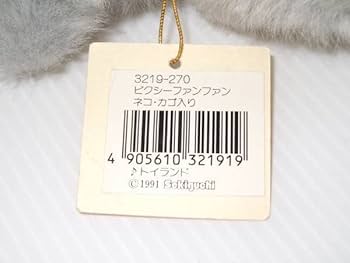 3219-270
ピクシーファンファン
ネコ・カゴ入り
4 905610 321919
♪トイランド
© 1991 Sekiguchi